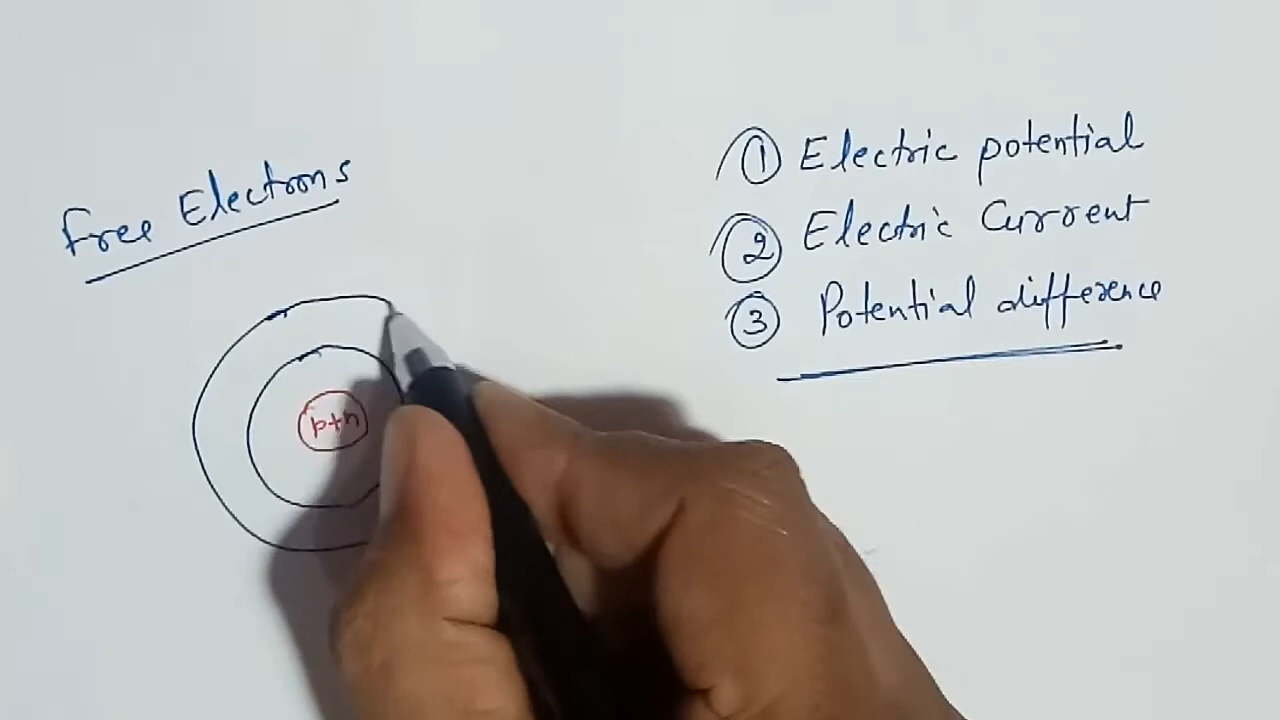 Free Electrons
① Electric potential
② Electric Current
③ Potential difference
p+n